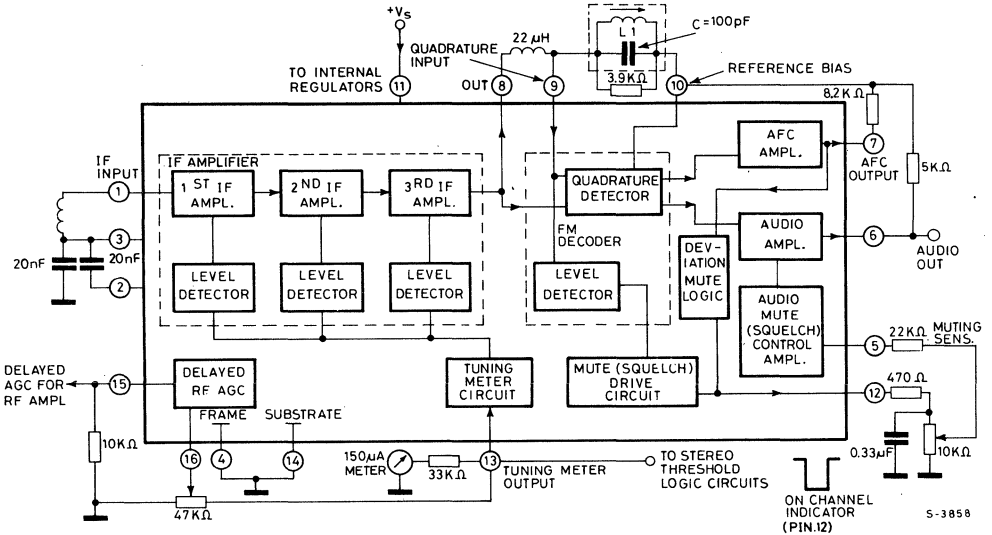 +Vs
22 µH
L1
C=100pF
QUADRATURE
INPUT
TO INTERNAL
REGULATORS
11
OUT
8
9
3.9KΩ
10
REFERENCE BIAS
8.2KΩ
7
AFC
OUTPUT
5KΩ
IF
INPUT
1
IF AMPLIFIER
1ST IF
AMPL.
2ND IF
AMPL.
3RD IF
AMPL.
QUADRATURE
DETECTOR
AFC
AMPL.
3
20nF
20nF
2
FM
DECODER
DEV-
IATION
MUTE
LOGIC
AUDIO
AMPL.
6
AUDIO
OUT
LEVEL
DETECTOR
LEVEL
DETECTOR
LEVEL
DETECTOR
LEVEL
DETECTOR
AUDIO
MUTE
(SQUELCH)
CONTROL
AMPL.
5
22KΩ
MUTING
SENS.
DELAYED
AGC FOR
RF AMPL
15
DELAYED
RF AGC
TUNING
METER
CIRCUIT
MUTE (SQUELCH)
DRIVE
CIRCUIT
12
470 Ω
FRAME
SUBSTRATE
10KΩ
16
4
14
150µA
METER
33KΩ
13
TUNING METER
OUTPUT
TO STEREO
THRESHOLD
LOGIC CIRCUITS
0.33µF
10KΩ
47KΩ
ON CHANNEL
INDICATOR
(PIN.12)
S-3858